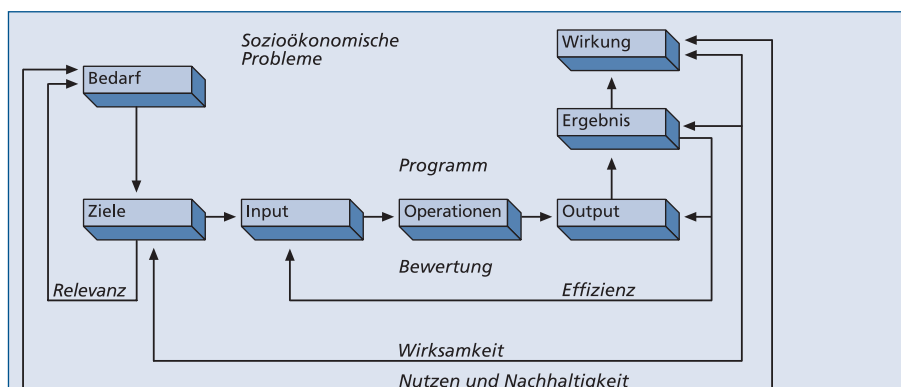 Sozioökonomische
Probleme
Wirkung
Bedarf
Ergebnis
Programm
Ziele
Input
Operationen
Output
Bewertung
Relevanz
Effizienz
Wirksamkeit
Nutzen und Nachhaltigkeit